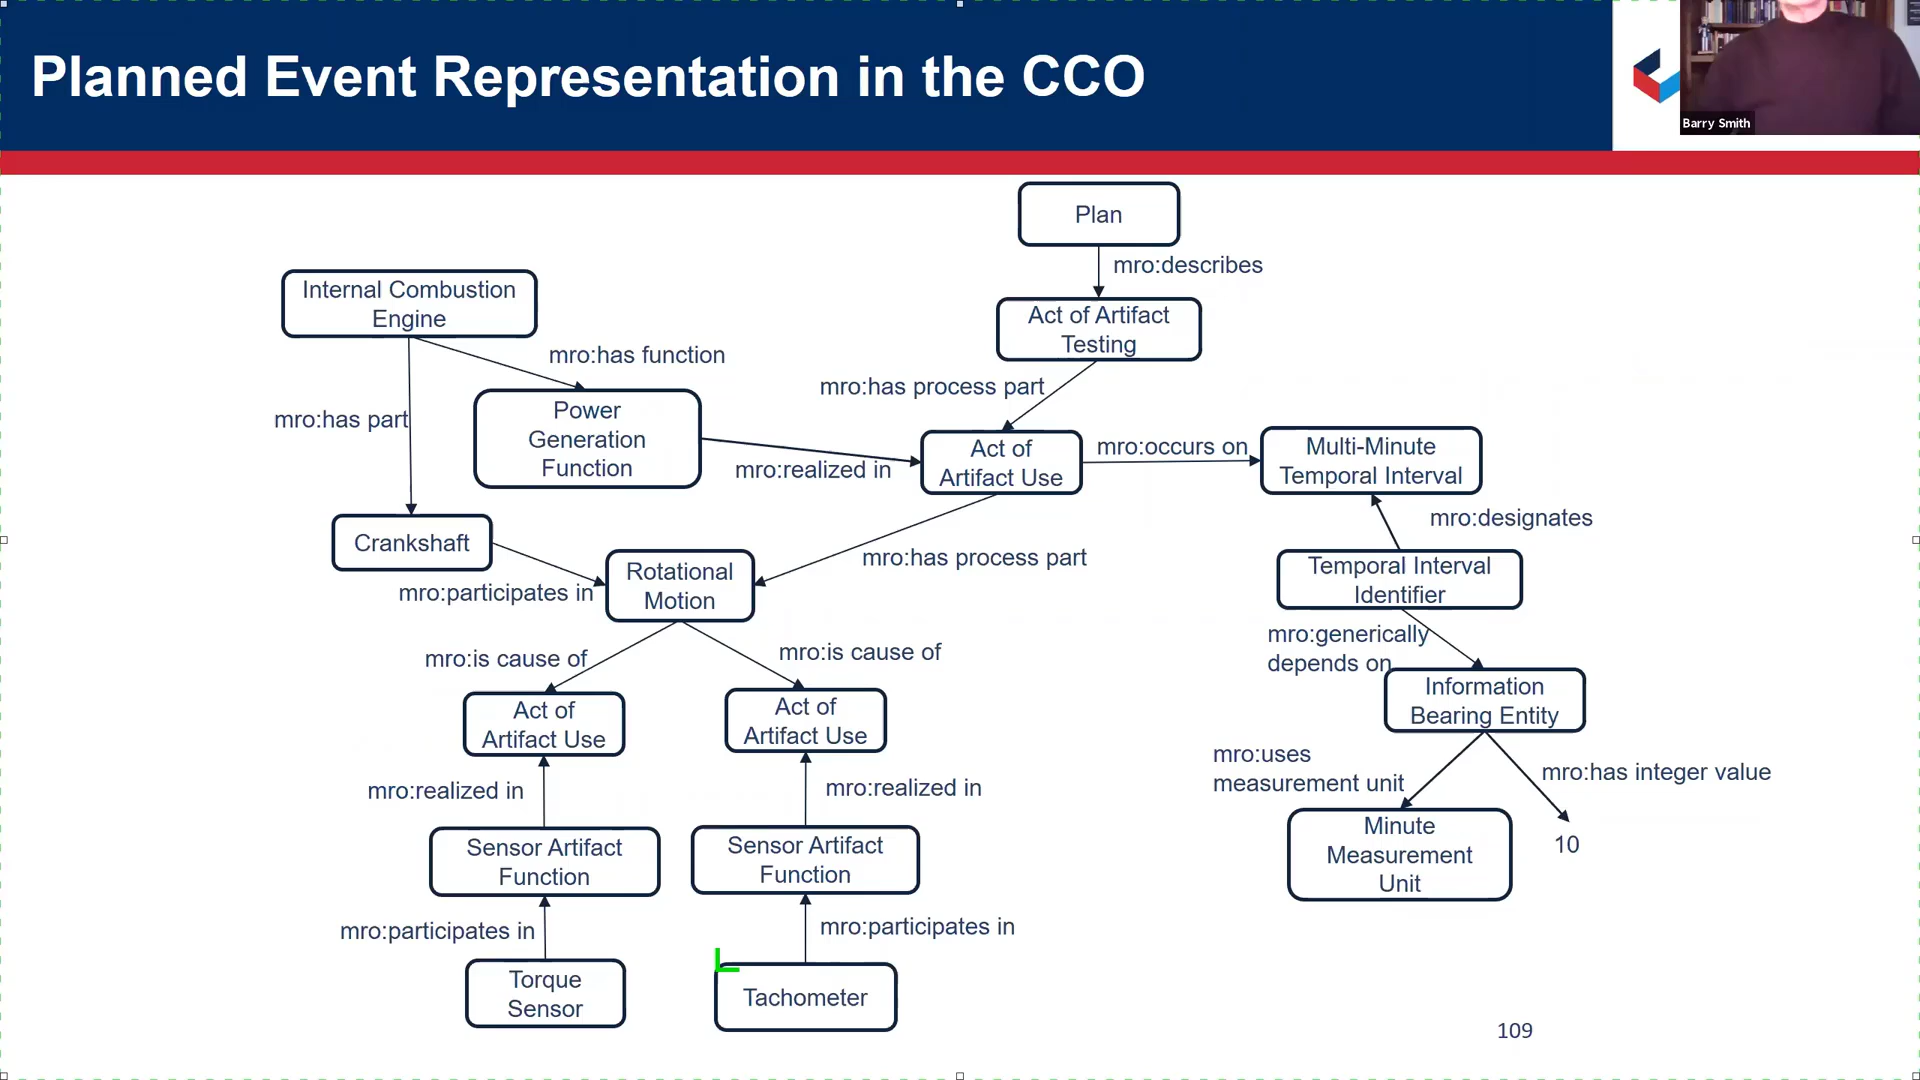 Planned Event Representation in the CCO
Barry Smith
Plan
mro:describes
Internal Combustion
Engine
Act of Artifact
Testing
mro:has function
mro:has process part
mro:has part
Power
Generation
Function
mro:realized in
Act of
Artifact Use
mro:occurs on
Multi-Minute
Temporal Interval
mro:designates
Crankshaft
mro:participates in
Rotational
Motion
mro:has process part
Temporal Interval
Identifier
mro:generically
depends on
mro:is cause of
mro:is cause of
Information
Bearing Entity
Act of
Artifact Use
Act of
Artifact Use
mro:uses
measurement unit
mro:has integer value
mro:realized in
mro:realized in
Minute
Measurement
Unit
10
Sensor Artifact
Function
Sensor Artifact
Function
mro:participates in
mro:participates in
Torque
Sensor
Tachometer
109